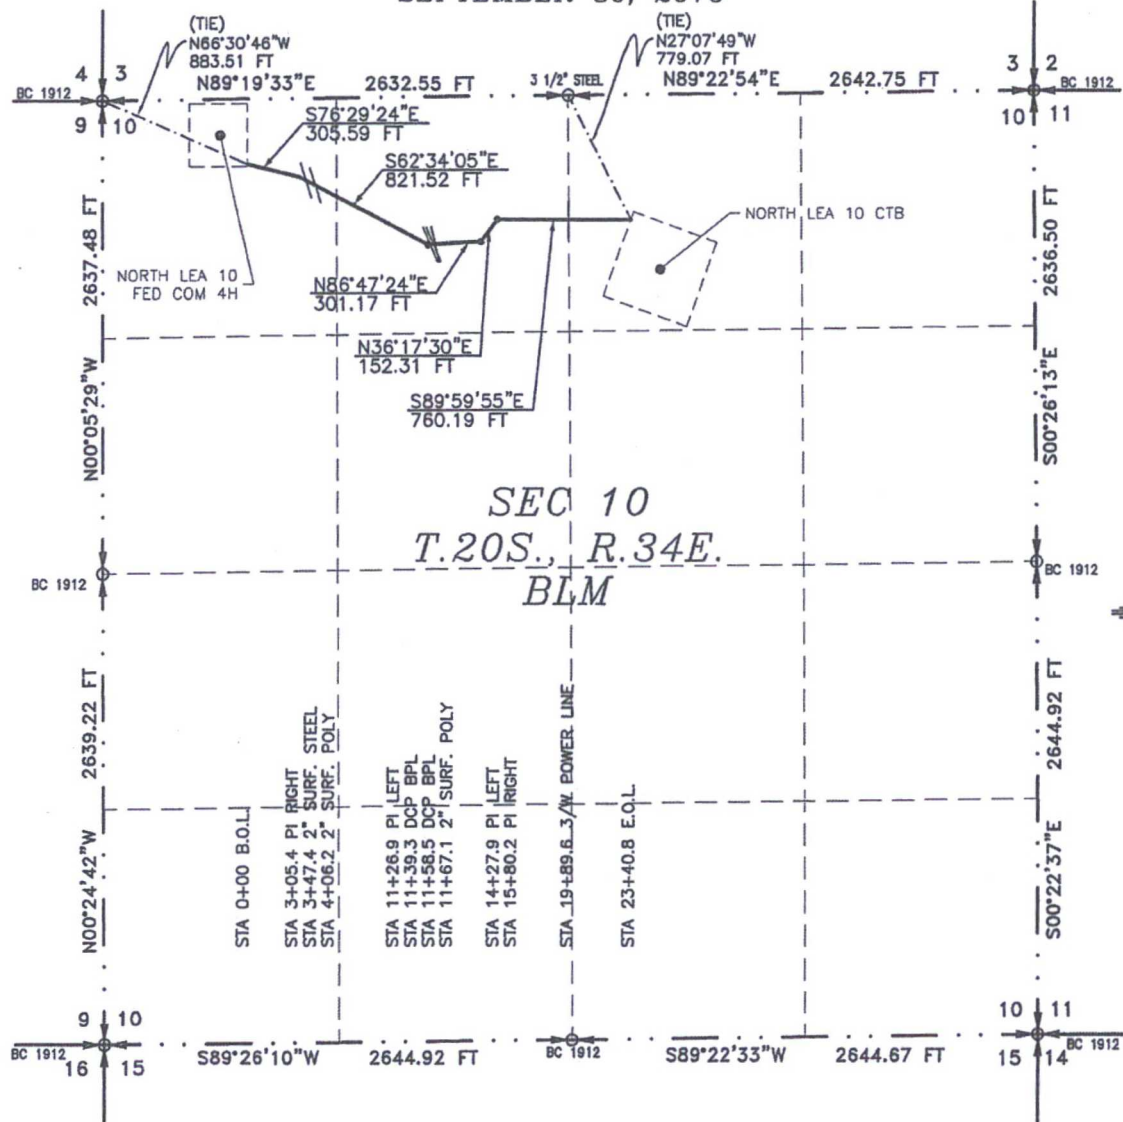 (TIE)
N66°30'46"W
883.51 FT
(TIE)
N27°07'49"W
779.07 FT
4 3
N89°19'33"E 2632.55 FT
3 1/2" STEEL
N89°22'54"E 2642.75 FT
3 2
BC 1912
BC 1912
9 10
10 11
S76°29'24"E
305.59 FT
S62°34'05"E
821.52 FT
NORTH LEA 10 CTB
NORTH LEA 10
FED COM 4H
N86°47'24"E
301.17 FT
N36°17'30"E
152.31 FT
S89°59'55"E
760.19 FT
2637.48 FT
N00°05'29"W
2636.50 FT
S00°26'13"E
SEC 10
T.20S., R.34E.
BLM
BC 1912
BC 1912
2639.22 FT
N00°24'42"W
2644.92 FT
S00°22'37"E
STA 0+00 B.O.L.
STA 3+05.4 PI RIGHT
STA 3+47.4 2" SURF. STEEL
STA 4+06.2 2" SURF. POLY
STA 11+26.9 PI LEFT
STA 11+39.3 DCP BPL
STA 11+58.5 DCP BPL
STA 11+67.1 2" SURF. POLY
STA 14+27.9 PI LEFT
STA 15+80.2 PI RIGHT
STA 19+89.6 3/W POWER LINE
STA 23+40.8 E.O.L.
9 10
10 11
BC 1912
BC 1912
BC 1912
16 15
S89°26'10"W 2644.92 FT
S89°22'33"W 2644.67 FT
15 14